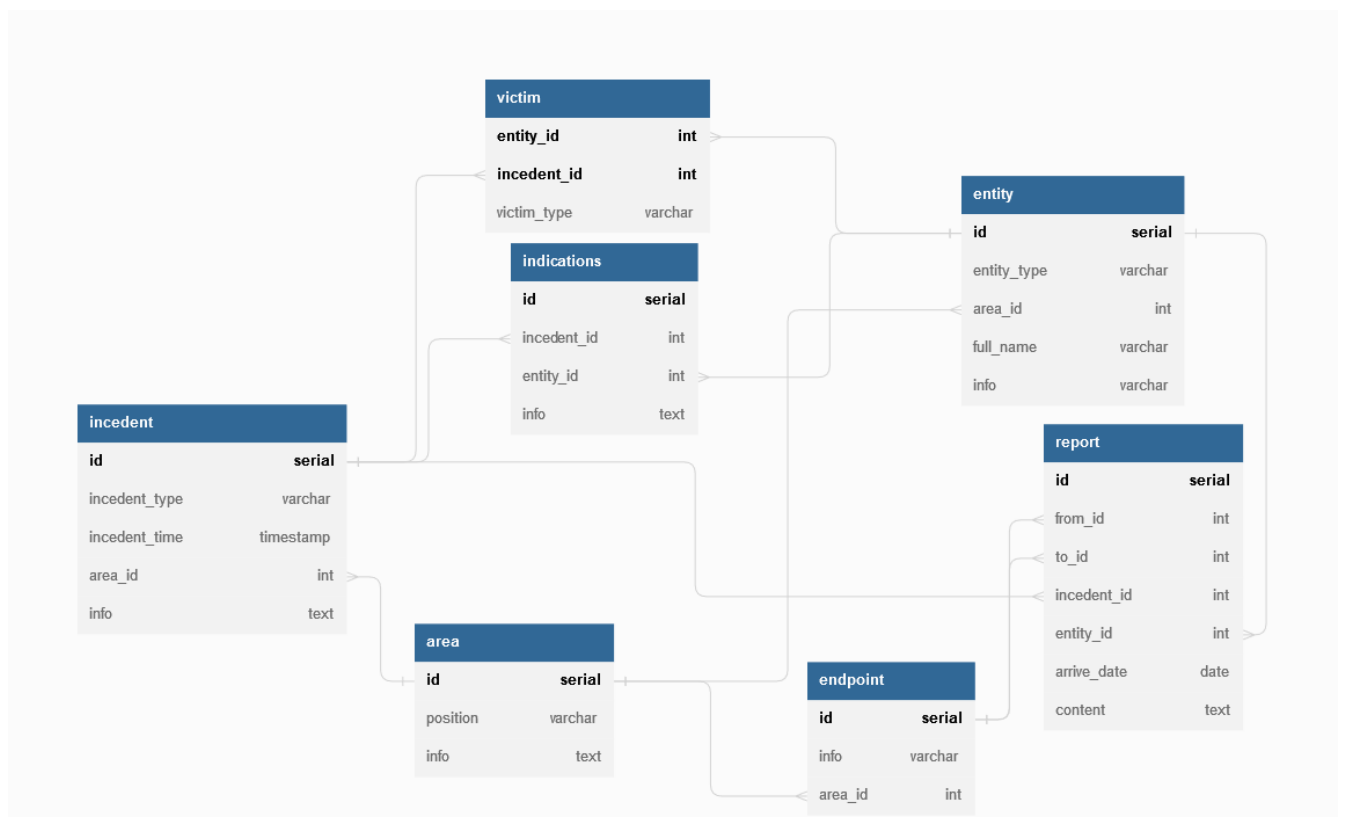 victim
entity_id int
incedent_id int
victim_type varchar
indications
id serial
incedent_id int
entity_id int
info text
entity
id serial
entity_type varchar
area_id int
full_name varchar
info varchar
incedent
id serial
incedent_type varchar
incedent_time timestamp
area_id int
info text
report
id serial
from_id int
to_id int
incedent_id int
entity_id int
arrive_date date
content text
area
id serial
position varchar
info text
endpoint
id serial
info varchar
area_id int